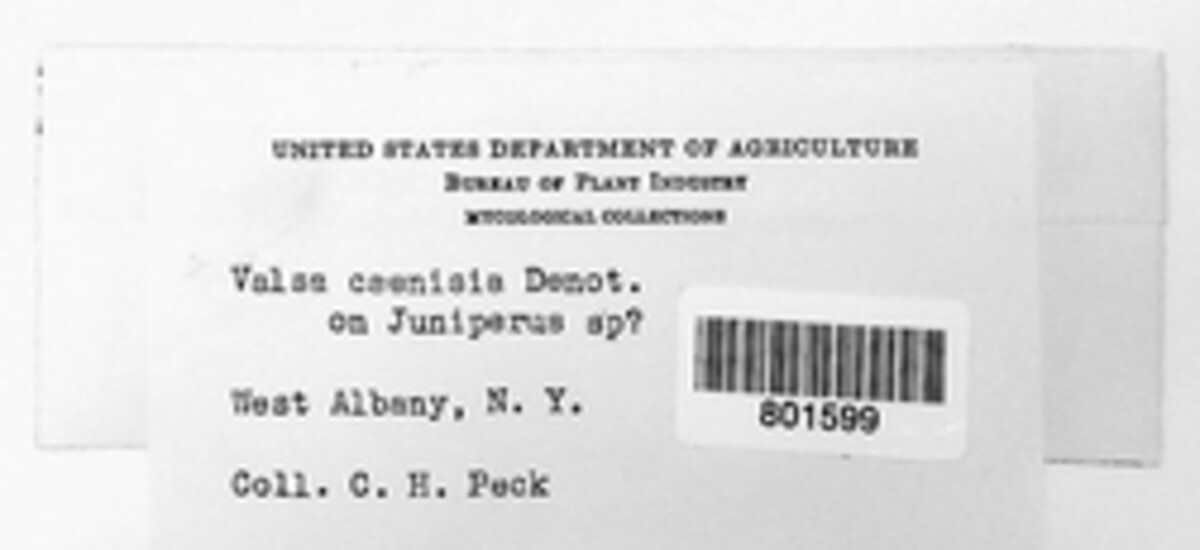 UNITED STATES DEPARTMENT OF AGRICULTURE
BUREAU OF PLANT INDUSTRY
MYCOLOGICAL COLLECTIONS
Valsa caenisia Denot.
on Juniperus sp?
801599
West Albany, N. Y.
Coll. C. H. Peck